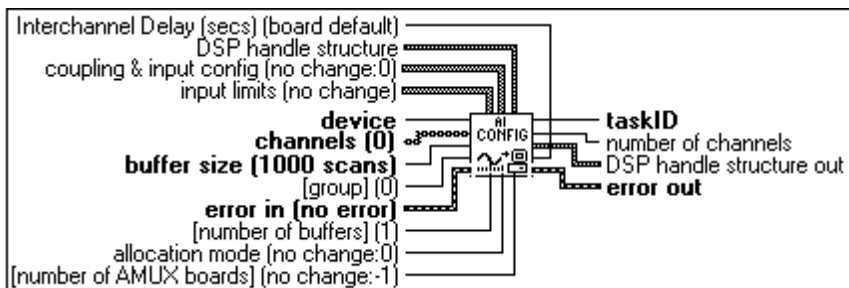 Interchannel Delay (secs) (board default)
DSP handle structure
coupling & input config (no change:0)
input limits (no change)
device
channels (0)
buffer size (1000 scans)
[group] (0)
error in (no error)
[number of buffers] (1)
allocation mode (no change:0)
[number of AMUX boards] (no change:-1)
AI
CONFIG
taskID
number of channels
DSP handle structure out
error out